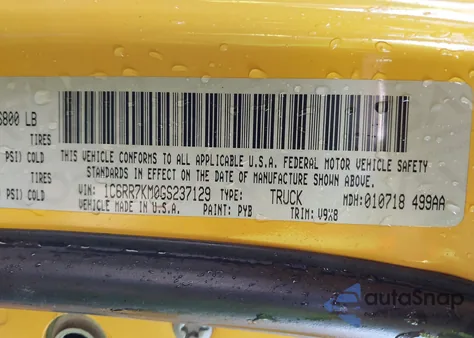 6800 LB
TIRES
PSI) COLD
TIRES
PSI) COLD
THIS VEHICLE CONFORMS TO ALL APPLICABLE U.S.A. FEDERAL MOTOR VEHICLE SAFETY
STANDARDS IN EFFECT ON THE DATE OF MANUFACTURE SHOWN ABOVE.
VIN: 1C6RR7KM0GS237129 TYPE: TRUCK MDH: 010718 499AA
VEHICLE MADE IN U.S.A. PAINT: PYB TRIM: V9X8
autoSnap